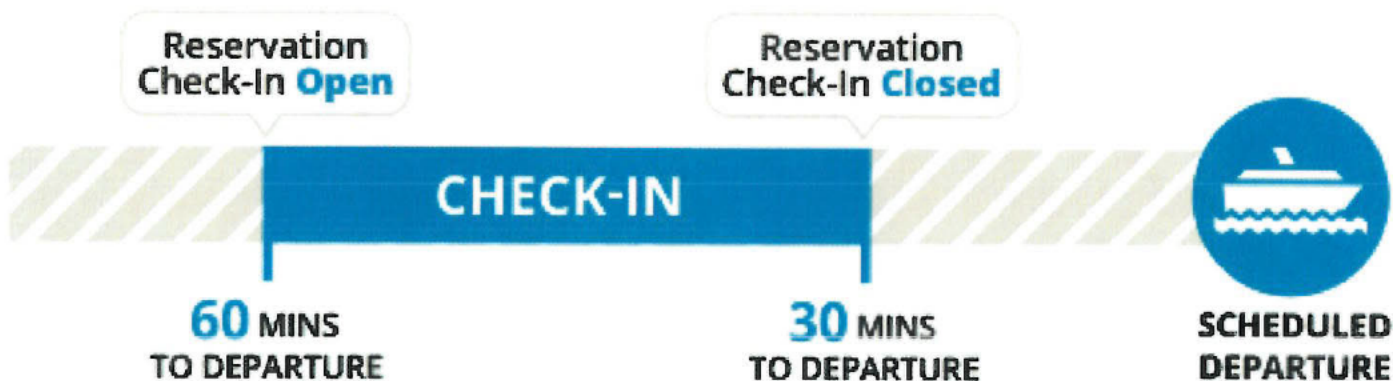 Reservation
Check-In Open
Reservation
Check-In Closed
CHECK-IN
60 MINS
TO DEPARTURE
30 MINS
TO DEPARTURE
SCHEDULED
DEPARTURE